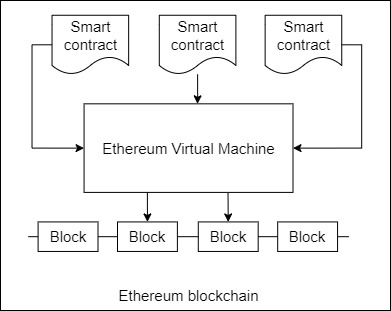 Smart
contract
Smart
contract
Smart
contract
Ethereum Virtual Machine
Block
Block
Block
Block
Ethereum blockchain